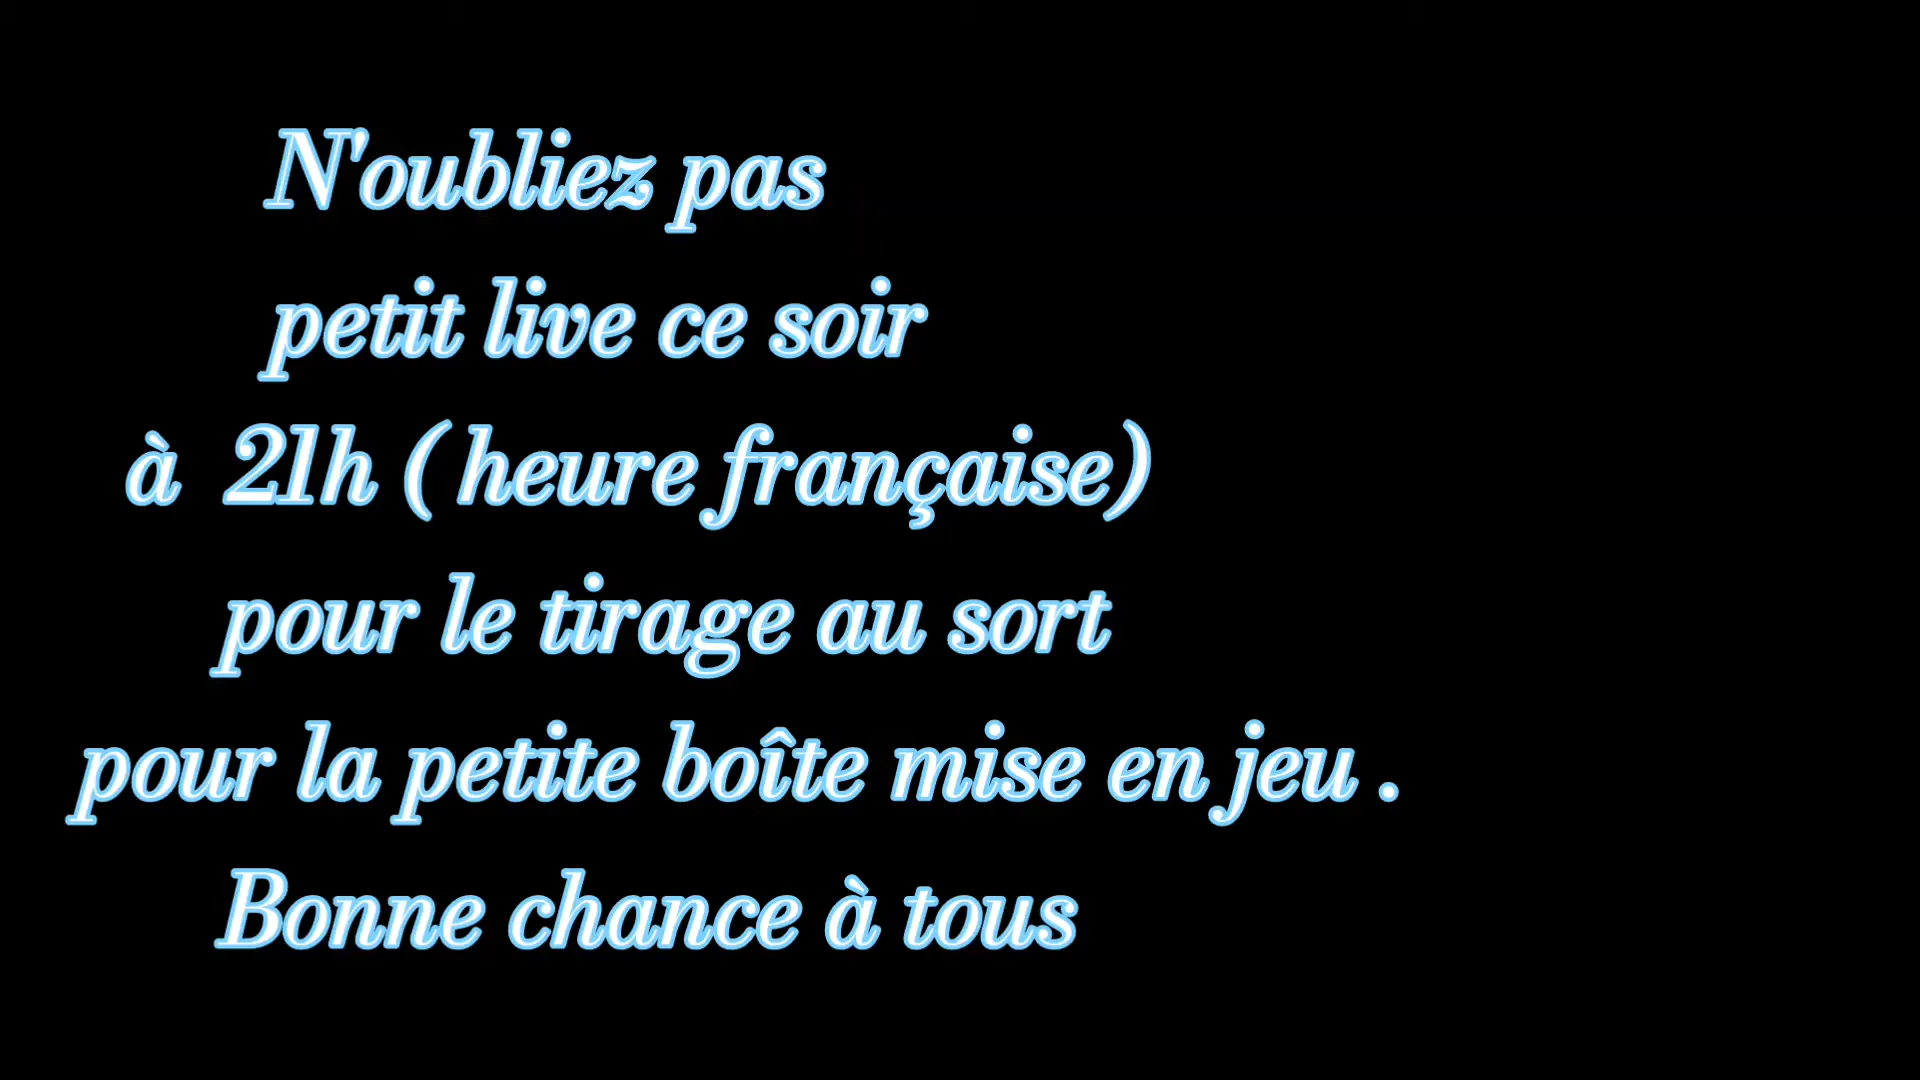 N'oubliez pas
petit live ce soir
à 21h ( heure française)
pour le tirage au sort
pour la petite boîte mise en jeu .
Bonne chance à tous